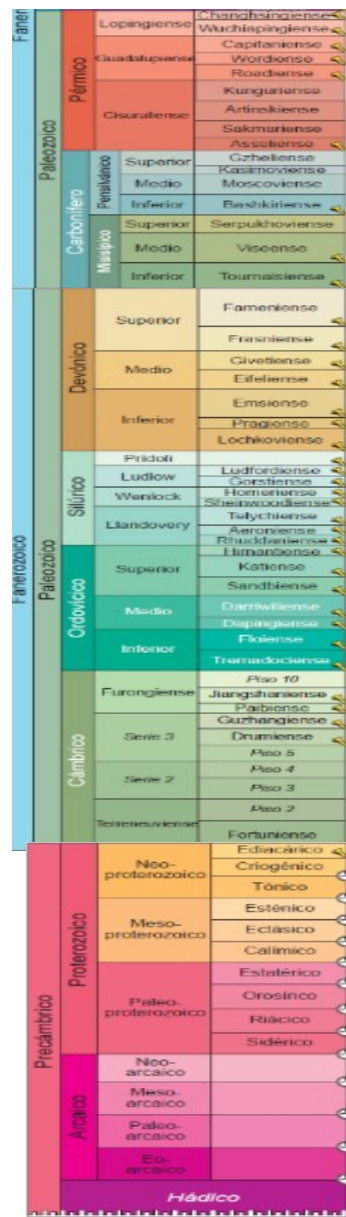 Faner
Paleozoico
Pérmico
Lopingiense
Changhsingiense
Wuchiapingiense
Guadalupiense
Capitaniense
Wordiense
Roadiense
Cisuraliense
Kunguriense
Artinskiense
Sakmariense
Asseliense
Carbonífero
Pensilvánico
Superior
Gzheliense
Kasimoviense
Medio
Moscoviense
Inferior
Bashkiriense
Misisípico
Superior
Serpukhoviense
Medio
Viseense
Inferior
Tournaisiense
Fanerozoico
Paleozoico
Devónico
Superior
Fameniense
Frasniense
Medio
Givetiense
Eifeliense
Inferior
Emsiense
Pragiense
Lochkoviense
Silúrico
Pridoli
Ludlow
Ludfordiense
Gorstiense
Wenlock
Homeriense
Sheinwoodiense
Llandovery
Telychiense
Aeroniense
Rhuddaniense
Ordovícico
Superior
Hirnantiense
Katiense
Sandbiense
Medio
Darriwiliense
Dapingiense
Inferior
Floiense
Tremadociense
Cámbrico
Furongiense
Piso 10
Jiangshaniense
Paibiense
Serie 3
Guzhangiense
Drumiense
Piso 5
Serie 2
Piso 4
Piso 3
Terreneuviense
Piso 2
Fortuniense
Precámbrico
Proterozoico
Neo-
proterozoico
Ediacárico
Criogénico
Tónico
Meso-
proterozoico
Esténico
Ectásico
Calímico
Paleo-
proterozoico
Estatérico
Orosírico
Riácico
Sidérico
Arcaico
Neo-
arcaico
Meso-
arcaico
Paleo-
arcaico
Eo-
arcaico
Hádico